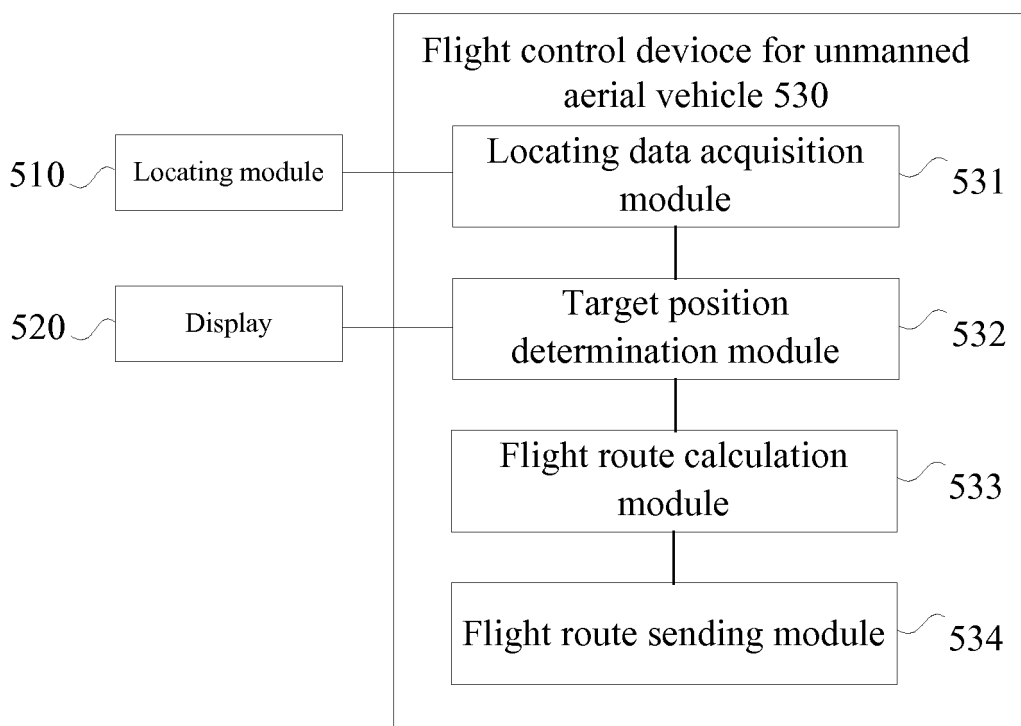 Flight control devioce for unmanned
aerial vehicle 530
510
Locating module
Locating data acquisition
module
531
520
Display
Target position
determination module
532
Flight route calculation
module
533
Flight route sending module
534